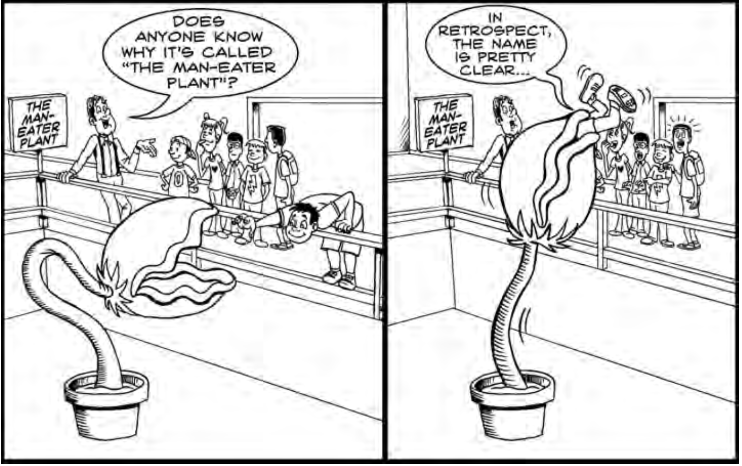 DOES
ANYONE KNOW
WHY IT'S CALLED
"THE MAN-EATER
PLANT"?
THE
MAN-
EATER
PLANT
IN
RETROSPECT,
THE NAME
IS PRETTY
CLEAR...
THE
MAN-
EATER
PLANT